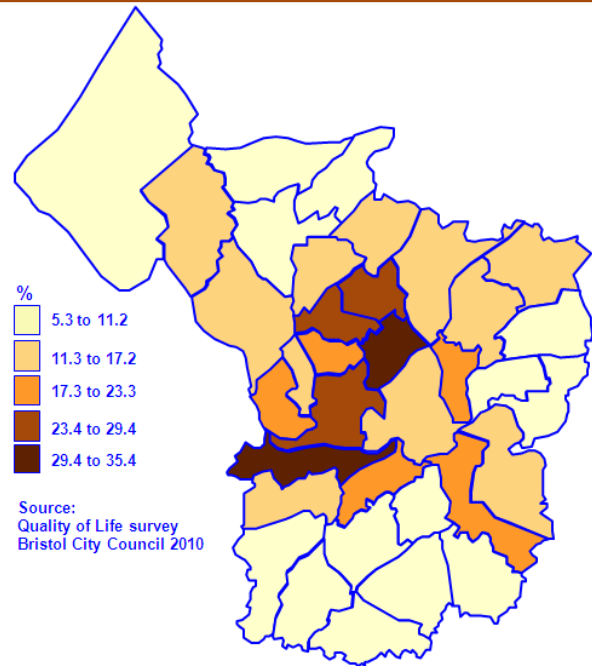 %
5.3 to 11.2
11.3 to 17.2
17.3 to 23.3
23.4 to 29.4
29.4 to 35.4
Source:
Quality of Life survey
Bristol City Council 2010